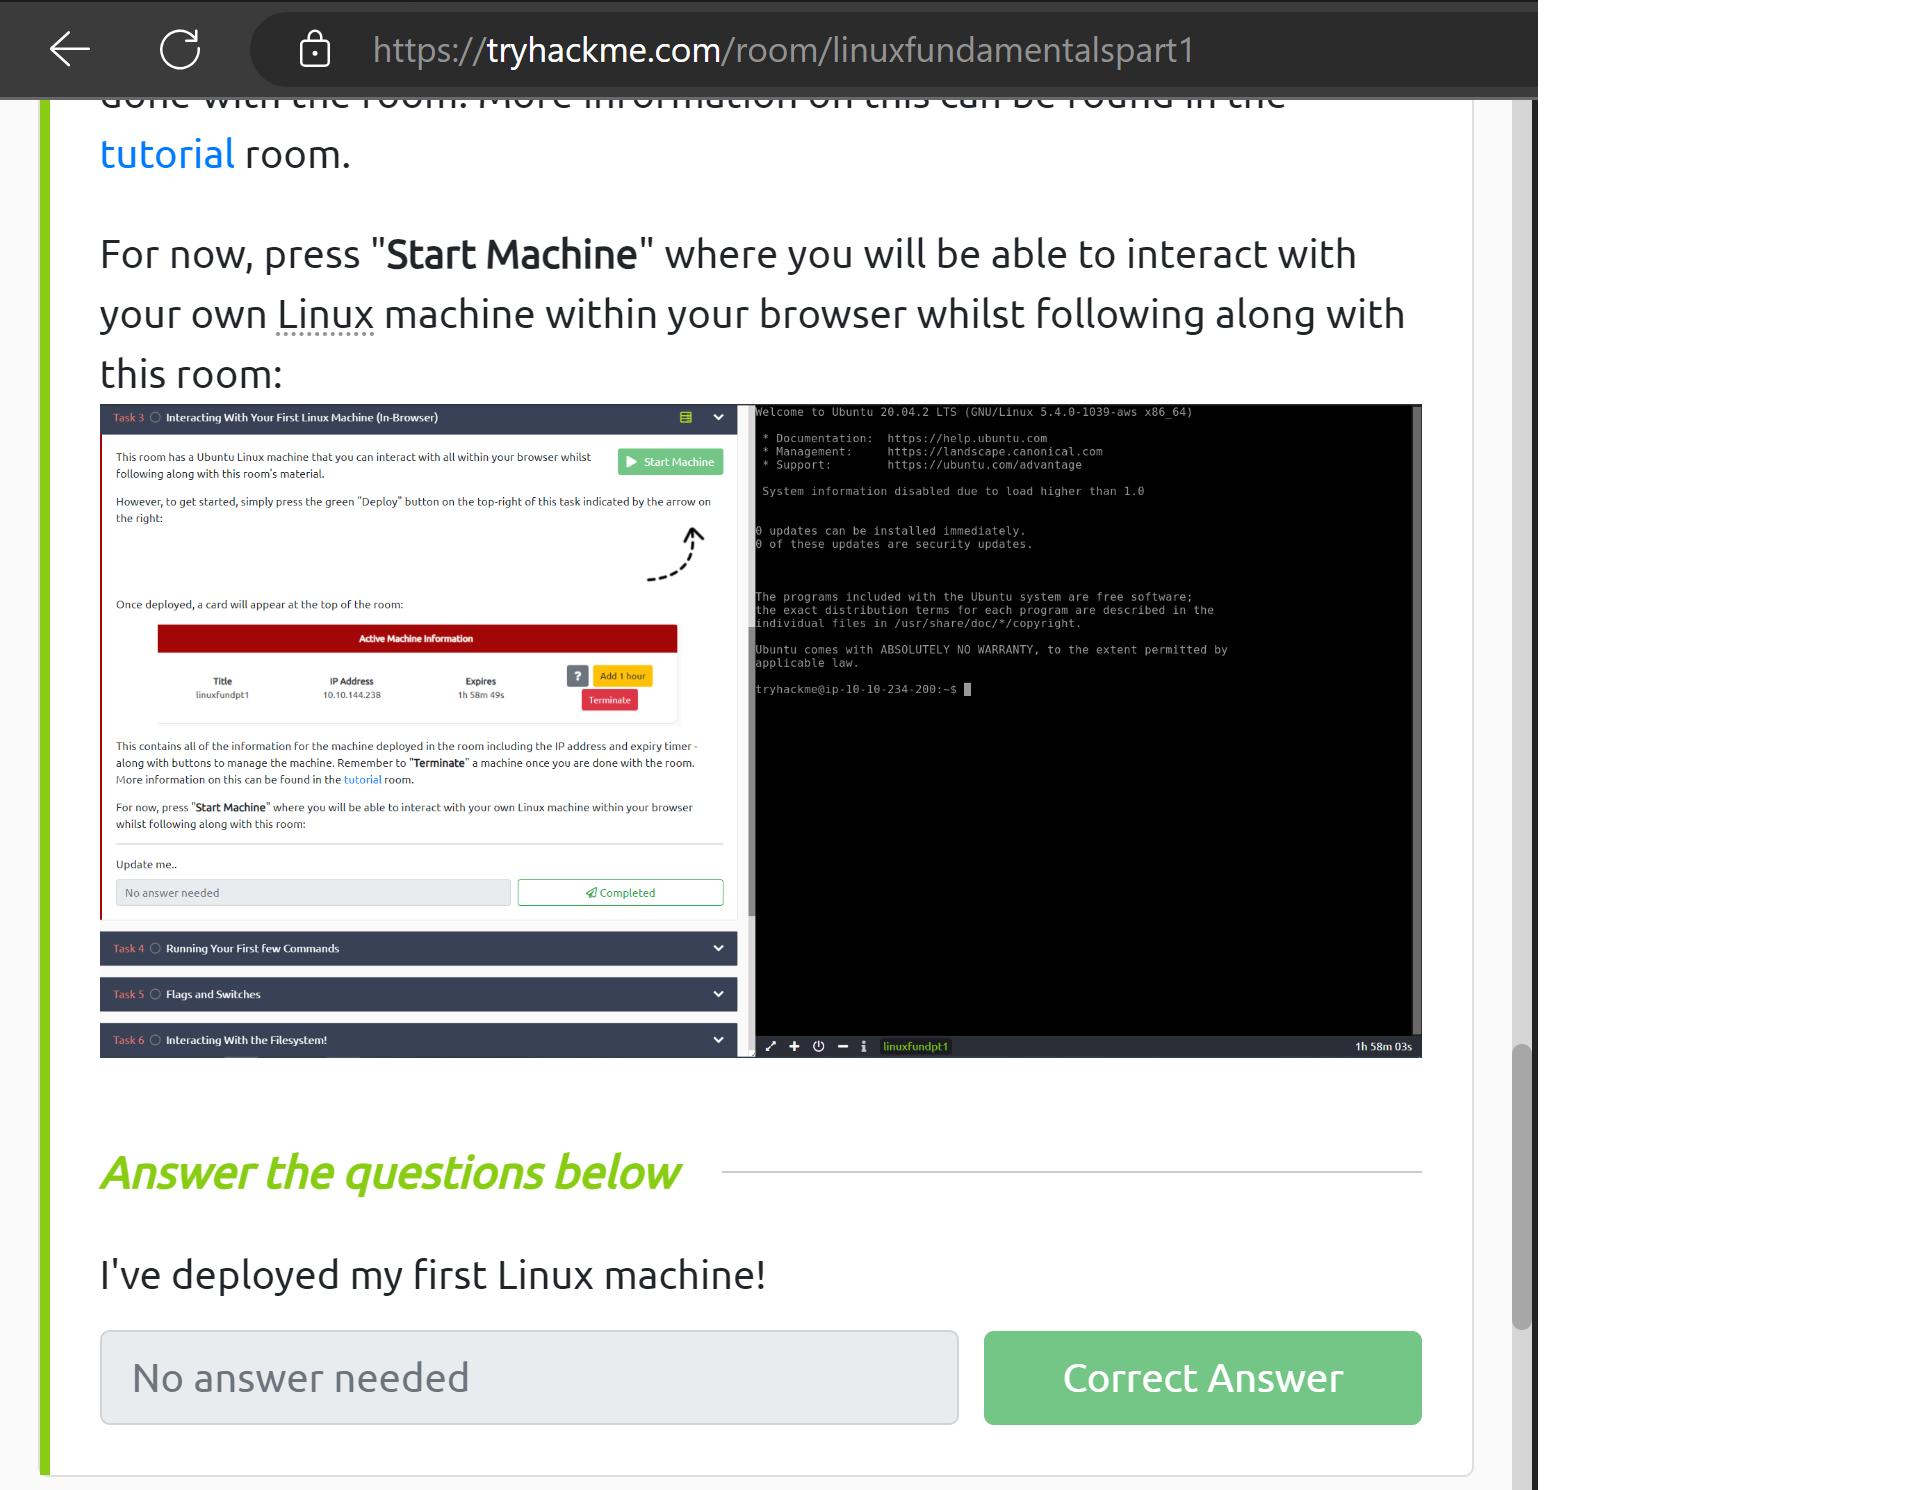 https://tryhackme.com/room/linuxfundamentalspart1
done with the room. More information on this can be found in the
tutorial room.
For now, press "Start Machine" where you will be able to interact with
your own Linux machine within your browser whilst following along with
this room:
Task 3 Interacting With Your First Linux Machine (In-Browser)
This room has a Ubuntu Linux machine that you can interact with all within your browser whilst
following along with this room's material.
Start Machine
However, to get started, simply press the green "Deploy" button on the top-right of this task indicated by the arrow on
the right:
Once deployed, a card will appear at the top of the room:
Active Machine Information
Title IP Address Expires ? Add 1 hour
linuxfundpt1 10.10.144.238 1h 58m 49s Terminate
This contains all of the information for the machine deployed in the room including the IP address and expiry timer -
along with buttons to manage the machine. Remember to "Terminate" a machine once you are done with the room.
More information on this can be found in the tutorial room.
For now, press "Start Machine" where you will be able to interact with your own Linux machine within your browser
whilst following along with this room:
Update me..
No answer needed Completed
Task 4 Running Your First few Commands
Task 5 Flags and Switches
Task 6 Interacting With the Filesystem!
Welcome to Ubuntu 20.04.2 LTS (GNU/Linux 5.4.0-1039-aws x86_64)
* Documentation: https://help.ubuntu.com
* Management: https://landscape.canonical.com
* Support: https://ubuntu.com/advantage
System information disabled due to load higher than 1.0
0 updates can be installed immediately.
0 of these updates are security updates.
The programs included with the Ubuntu system are free software;
the exact distribution terms for each program are described in the
individual files in /usr/share/doc/*/copyright.
Ubuntu comes with ABSOLUTELY NO WARRANTY, to the extent permitted by
applicable law.
tryhackme@ip-10-10-234-200:~$
linuxfundpt1 1h 58m 03s
Answer the questions below
I've deployed my first Linux machine!
No answer needed Correct Answer